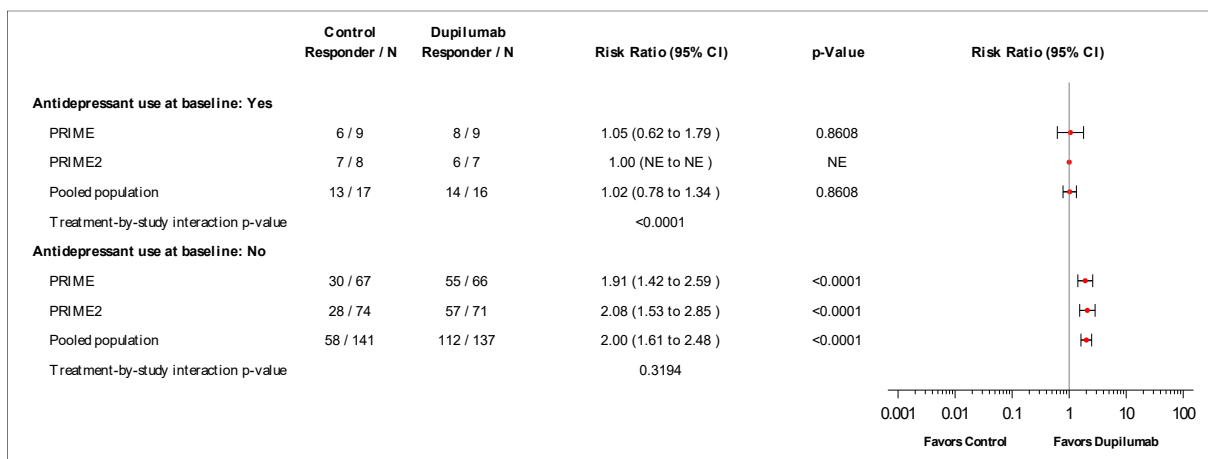 Control Dupilumab
Responder / N Responder / N Risk Ratio (95% CI) p-Value Risk Ratio (95% CI)
Antidepressant use at baseline: Yes
PRIME 6 / 9 8 / 9 1.05 (0.62 to 1.79 ) 0.8608
PRIME2 7 / 8 6 / 7 1.00 (NE to NE ) NE
Pooled population 13 / 17 14 / 16 1.02 (0.78 to 1.34 ) 0.8608
Treatment-by-study interaction p-value <0.0001
Antidepressant use at baseline: No
PRIME 30 / 67 55 / 66 1.91 (1.42 to 2.59 ) <0.0001
PRIME2 28 / 74 57 / 71 2.08 (1.53 to 2.85 ) <0.0001
Pooled population 58 / 141 112 / 137 2.00 (1.61 to 2.48 ) <0.0001
Treatment-by-study interaction p-value 0.3194
0.001 0.01 0.1 1 10 100
Favors Control Favors Dupilumab